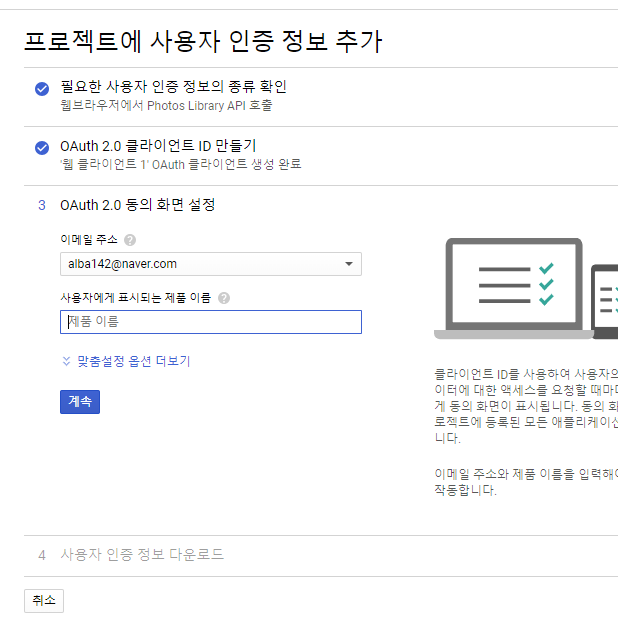 프로젝트에 사용자 인증 정보 추가
필요한 사용자 인증 정보의 종류 확인
웹브라우저에서 Photos Library API 호출
OAuth 2.0 클라이언트 ID 만들기
'웹 클라이언트 1' OAuth 클라이언트 생성 완료
3 OAuth 2.0 동의 화면 설정
이메일 주소 ?
alba142@naver.com
사용자에게 표시되는 제품 이름 ?
제품 이름
맞춤설정 옵션 더보기
계속
클라이언트 ID를 사용하여 사용자의
이터에 대한 액세스를 요청할 때마다
게 동의 화면이 표시됩니다. 동의 화
로젝트에 등록된 모든 애플리케이션
니다.
이메일 주소와 제품 이름을 입력해야
작동합니다.
4 사용자 인증 정보 다운로드
취소